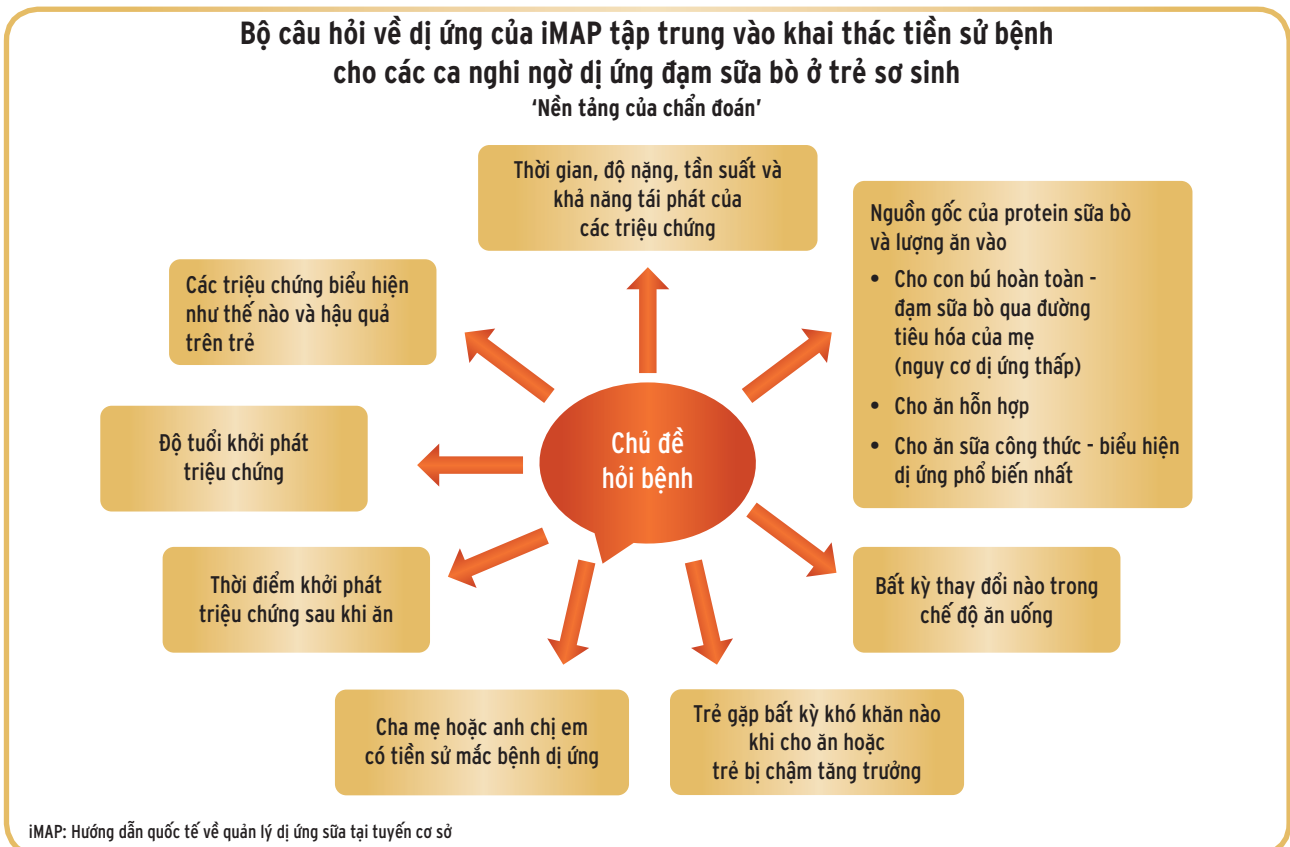 Bộ câu hỏi về dị ứng của iMAP tập trung vào khai thác tiền sử bệnh
cho các ca nghi ngờ dị ứng đạm sữa bò ở trẻ sơ sinh
‘Nền tảng của chẩn đoán’
Thời gian, độ nặng, tần suất và
khả năng tái phát của
các triệu chứng
Nguồn gốc của protein sữa bò
và lượng ăn vào
• Cho con bú hoàn toàn -
đạm sữa bò qua đường
tiêu hóa của mẹ
(nguy cơ dị ứng thấp)
• Cho ăn hỗn hợp
• Cho ăn sữa công thức - biểu hiện
dị ứng phổ biến nhất
Các triệu chứng biểu hiện
như thế nào và hậu quả
trên trẻ
Chủ đề
hỏi bệnh
Độ tuổi khởi phát
triệu chứng
Thời điểm khởi phát
triệu chứng sau khi ăn
Bất kỳ thay đổi nào trong
chế độ ăn uống
Cha mẹ hoặc anh chị em
có tiền sử mắc bệnh dị ứng
Trẻ gặp bất kỳ khó khăn nào
khi cho ăn hoặc
trẻ bị chậm tăng trưởng
iMAP: Hướng dẫn quốc tế về quản lý dị ứng sữa tại tuyến cơ sở